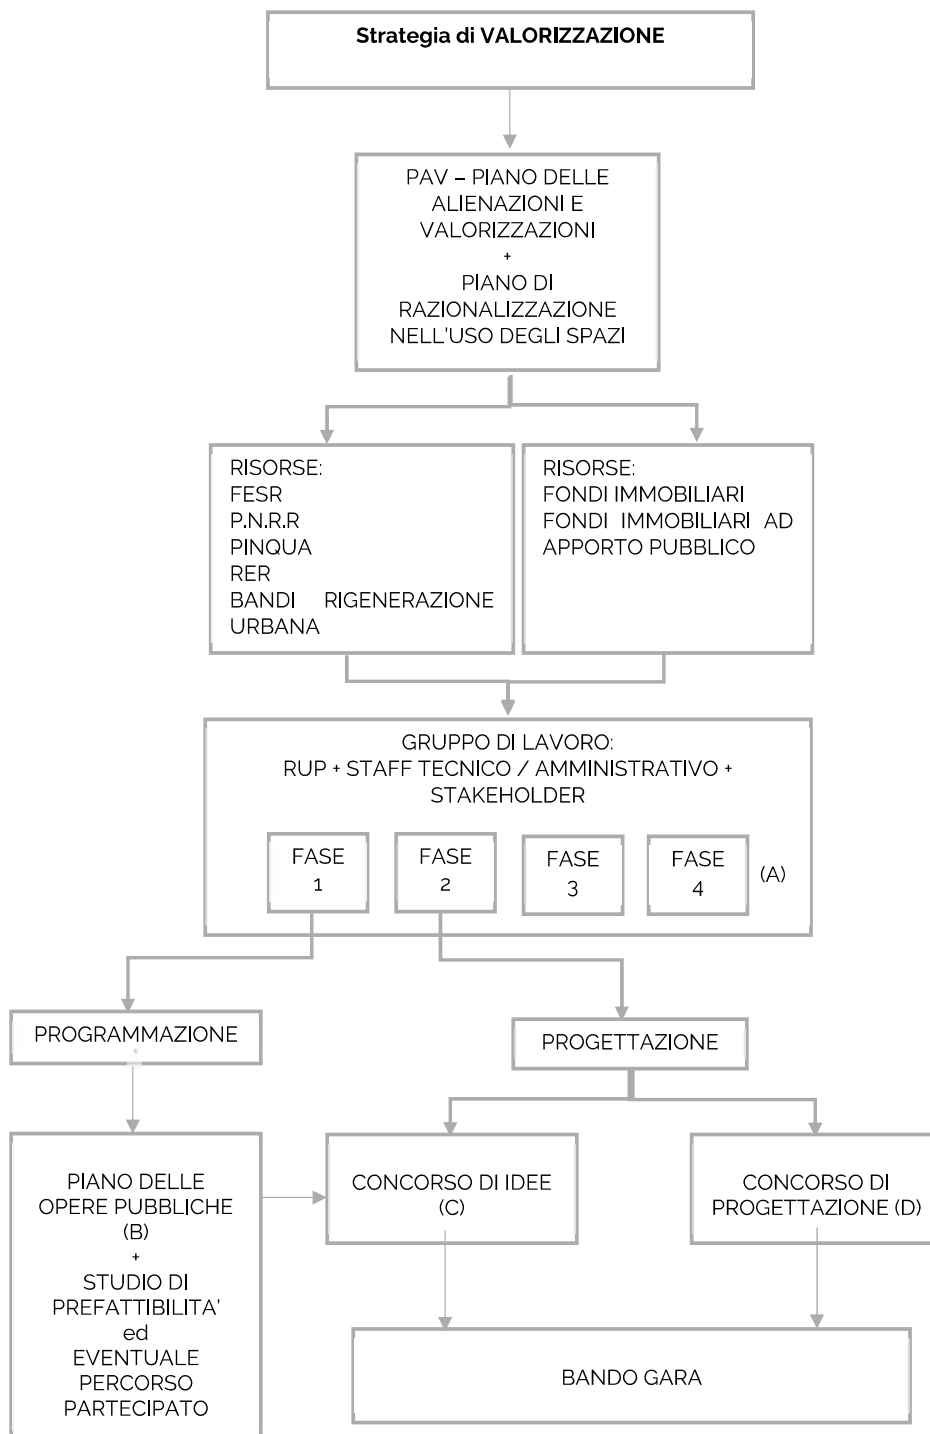 Strategia di VALORIZZAZIONE
PAV – PIANO DELLE
ALIENAZIONI E
VALORIZZAZIONI
+
PIANO DI
RAZIONALIZZAZIONE
NELL'USO DEGLI SPAZI
RISORSE:
FESR
P.N.R.R
PINQUA
RER
BANDI RIGENERAZIONE
URBANA
RISORSE:
FONDI IMMOBILIARI
FONDI IMMOBILIARI AD
APPORTO PUBBLICO
GRUPPO DI LAVORO:
RUP + STAFF TECNICO / AMMINISTRATIVO +
STAKEHOLDER
FASE
1
FASE
2
FASE
3
FASE
4
(A)
PROGRAMMAZIONE
PROGETTAZIONE
PIANO DELLE
OPERE PUBBLICHE
(B)
+
STUDIO DI
PREFATTIBILITA'
ed
EVENTUALE
PERCORSO
PARTECIPATO
CONCORSO DI IDEE
(C)
CONCORSO DI
PROGETTAZIONE (D)
BANDO GARA